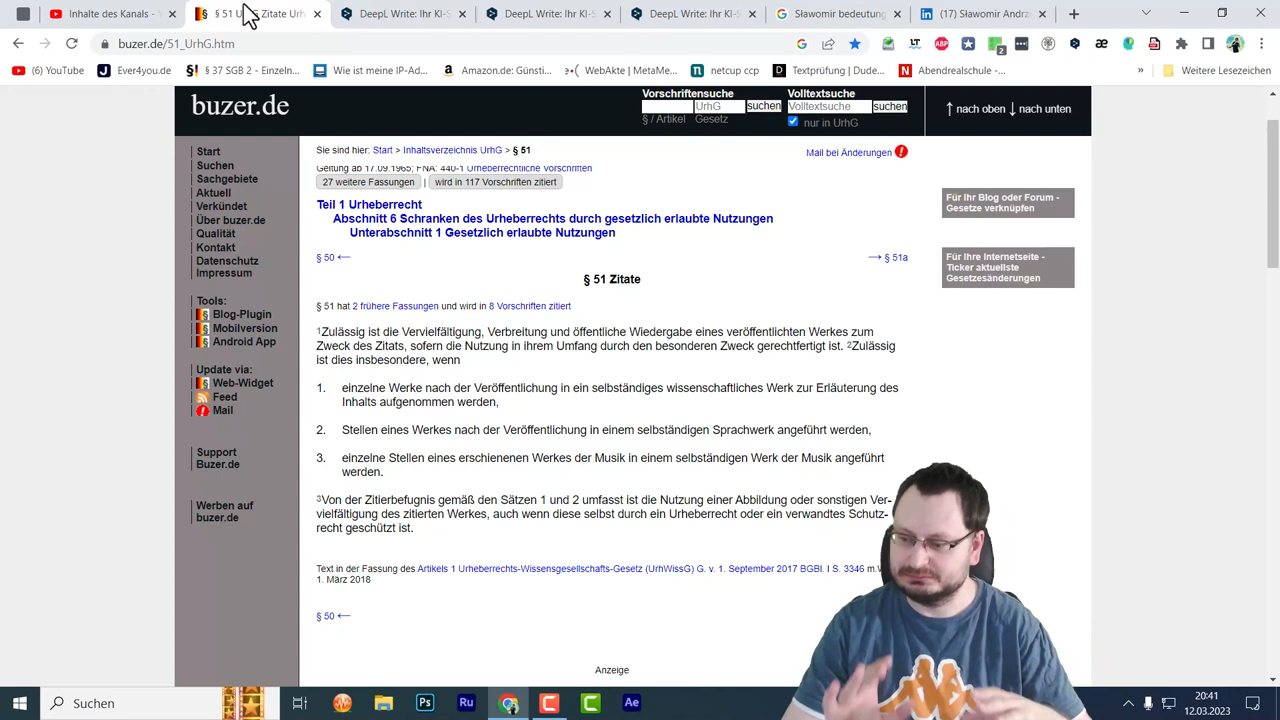 Inhalte des Kanals - Y
§ 51 UrhG Zitate Urh
DeepL Write: Ihr KI-S
DeepL Write: Ihr KI-S
DeepL Write: Ihr KI-S
Sławomir bedeutung
(16) Sławomir Andrz
buzer.de/51_UrhG.htm
(6) YouTube
Ever4you.de
§ 37 SGB 2 - Einzeln...
Wie ist meine IP-Ad...
Amazon.de: Günsti...
WebAkte | MetaMe...
netcup ccp
Textprüfung | Dude...
Abendrealschule -...
»
Weitere Lesezeichen
buzer.de
Vorschriftensuche
UrhG
suchen
§ / Artikel Gesetz
Volltextsuche
Volltextsuche
suchen
nur in UrhG
↑ nach oben ↓ nach unten
Start
Suchen
Sachgebiete
Aktuell
Verkündet
Über buzer.de
Qualität
Kontakt
Datenschutz
Impressum
Tools:
Blog-Plugin
Mobilversion
Android App
Update via:
Web-Widget
Feed
Mail
Support
Buzer.de
Werben auf
buzer.de
Sie sind hier: Start > Inhaltsverzeichnis UrhG > § 51
Mail bei Änderungen
Geltung ab 17.09.1965; FNA: 440-1 Urheberrechtliche Vorschriften
27 weitere Fassungen | wird in 117 Vorschriften zitiert
Teil 1 Urheberrecht
Abschnitt 6 Schranken des Urheberrechts durch gesetzlich erlaubte Nutzungen
Unterabschnitt 1 Gesetzlich erlaubte Nutzungen
§ 50 ←
→ § 51a
§ 51 Zitate
§ 51 hat 2 frühere Fassungen und wird in 8 Vorschriften zitiert
1Zulässig ist die Vervielfältigung, Verbreitung und öffentliche Wiedergabe eines veröffentlichten Werkes zum
Zweck des Zitats, sofern die Nutzung in ihrem Umfang durch den besonderen Zweck gerechtfertigt ist. 2Zulässig
ist dies insbesondere, wenn
1. einzelne Werke nach der Veröffentlichung in ein selbständiges wissenschaftliches Werk zur Erläuterung des
Inhalts aufgenommen werden,
2. Stellen eines Werkes nach der Veröffentlichung in einem selbständigen Sprachwerk angeführt werden,
3. einzelne Stellen eines erschienenen Werkes der Musik in einem selbständigen Werk der Musik angeführt
werden.
3Von der Zitierbefugnis gemäß den Sätzen 1 und 2 umfasst ist die Nutzung einer Abbildung oder sonstigen Ver-
vielfältigung des zitierten Werkes, auch wenn diese selbst durch ein Urheberrecht oder ein verwandtes Schutz-
recht geschützt ist.
Text in der Fassung des Artikels 1 Urheberrechts-Wissensgesellschafts-Gesetz (UrhWissG) G. v. 1. September 2017 BGBl. I S. 3346 m.W
1. März 2018
§ 50 ←
Anzeige
Für Ihr Blog oder Forum -
Gesetze verknüpfen
Für Ihre Internetseite -
Ticker aktuellste
Gesetzesänderungen
Suchen
20:41
12.03.2023